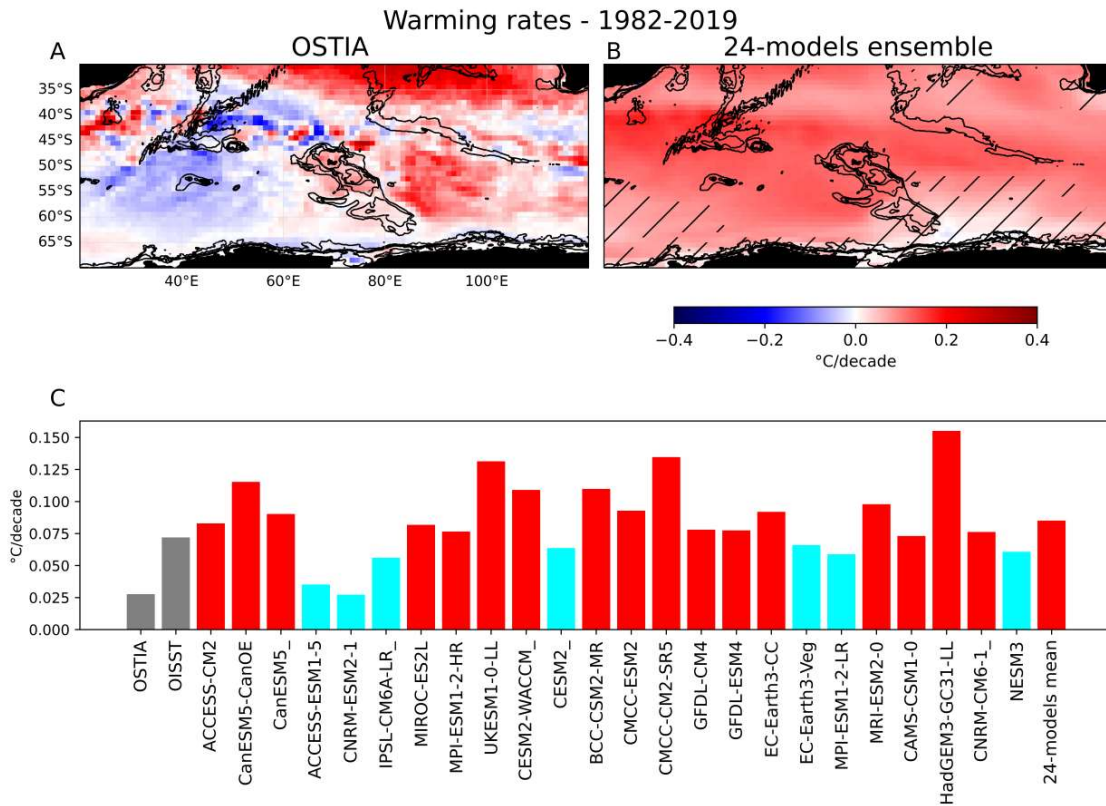 Warming rates - 1982-2019
A
OSTIA
B
24-models ensemble
35°S
40°S
45°S
50°S
55°S
60°S
65°S
40°E
60°E
80°E
100°E
−0.4
−0.2
0.0
0.2
0.4
°C/decade
C
0.150
0.125
0.100
0.075
0.050
0.025
0.000
°C/decade
OSTIA
OISST
ACCESS-CM2
CanESM5-CanOE
CanESM5_
ACCESS-ESM1-5
CNRM-ESM2-1
IPSL-CM6A-LR_
MIROC-ES2L
MPI-ESM1-2-HR
UKESM1-0-LL
CESM2-WACCM_
CESM2_
BCC-CSM2-MR
CMCC-ESM2
CMCC-CM2-SR5
GFDL-CM4
GFDL-ESM4
EC-Earth3-CC
EC-Earth3-Veg
MPI-ESM1-2-LR
MRI-ESM2-0
CAMS-CSM1-0
HadGEM3-GC31-LL
CNRM-CM6-1_
NESM3
24-models mean